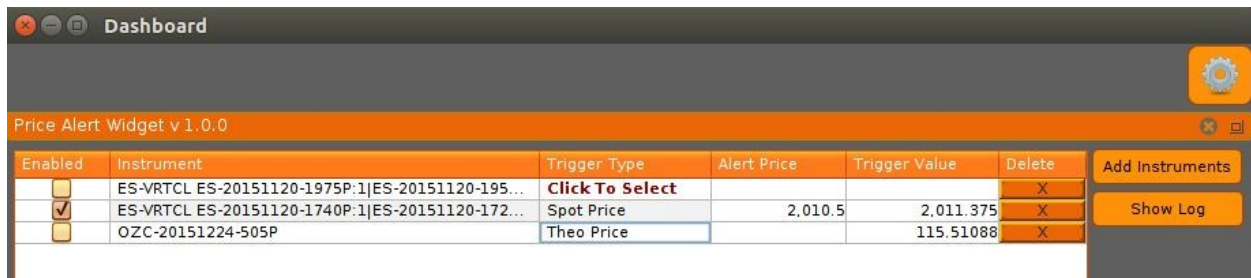 Dashboard
Price Alert Widget v 1.0.0
Enabled Instrument Trigger Type Alert Price Trigger Value Delete Add Instruments
ES-VRTCL ES-20151120-1975P:1|ES-20151120-195... Click To Select X
ES-VRTCL ES-20151120-1740P:1|ES-20151120-172... Spot Price 2,010.5 2,011.375 X Show Log
OZC-20151224-505P Theo Price 115.51088 X